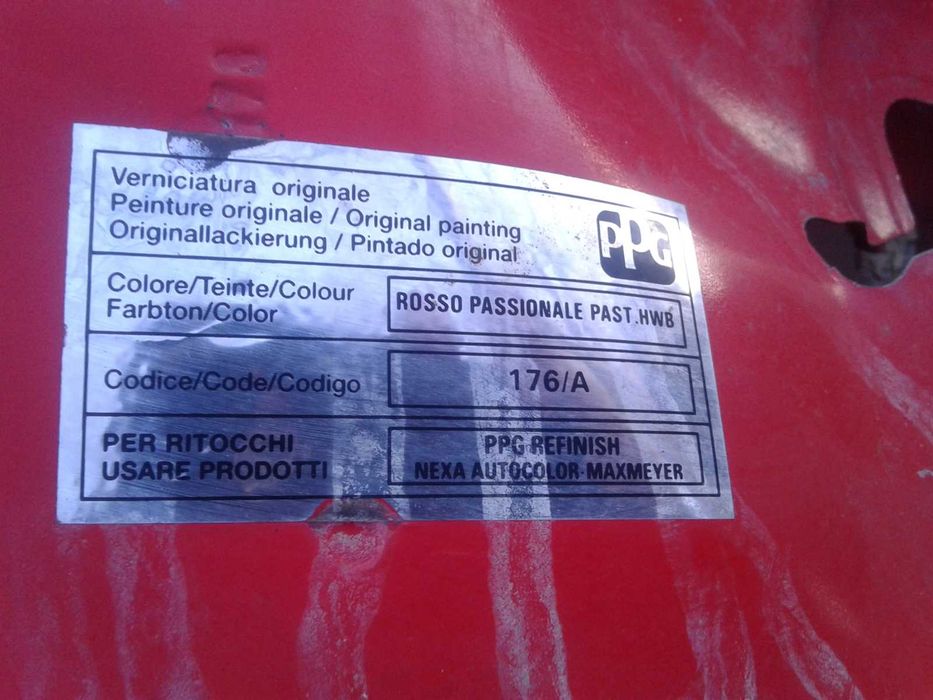 Verniciatura originale
Peinture originale / Original painting
Originallackierung / Pintado original
PPG
Colore/Teinte/Colour
Farbton/Color
ROSSO PASSIONALE PAST.HWB
Codice/Code/Codigo
176/A
PER RITOCCHI
USARE PRODOTTI
PPG REFINISH
NEXA AUTOCOLOR-MAXMEYER